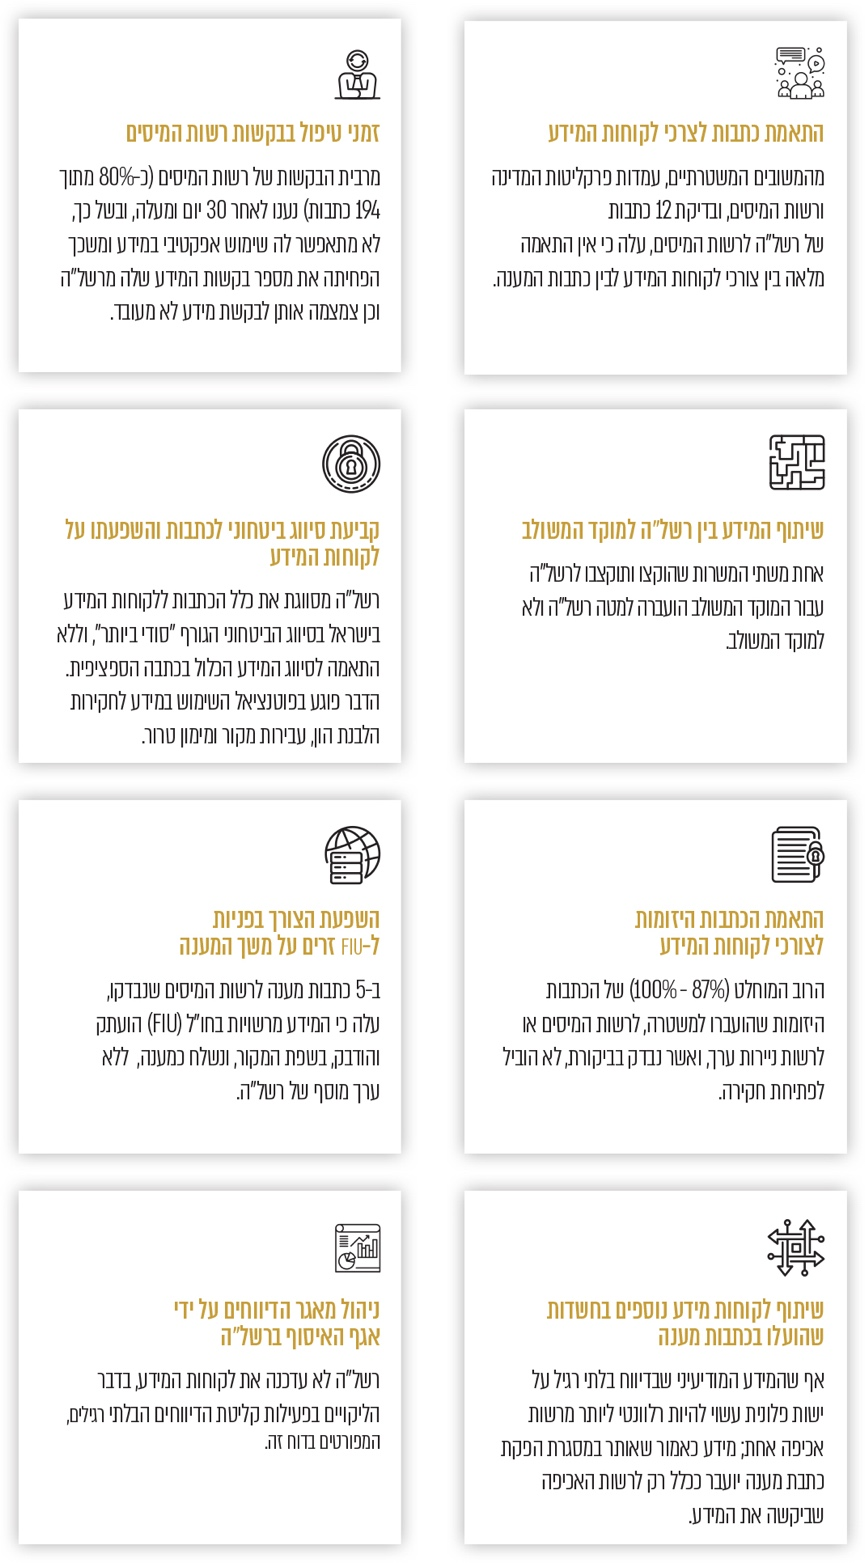 התאמת כתבות לצרכי לקוחות המידע
מהמשובים המשטרתיים, עמדות פרקליטות המדינה
ורשות המיסים, ובדיקת 12 כתבות
של רשל"ה לרשות המיסים, עלה כי אין התאמה
מלאה בין צורכי לקוחות המידע לבין כתבות המענה.
זמני טיפול בבקשות רשות המיסים
מרבית הבקשות של רשות המיסים (כ-80% מתוך
194 כתבות) נענו לאחר 30 יום ומעלה, ובשל כך,
לא מתאפשר לה שימוש אפקטיבי במידע ומשכך
הפחיתה את מספר בקשות המידע שלה מרשל"ה
וכן צמצמה אותן לבקשת מידע לא מעובד.
שיתוף המידע בין רשל"ה למוקד המשולב
אחת משתי המשרות שהוקצו ותוקצבו לרשל"ה
עבור המוקד המשולב הועברה למטה רשל"ה ולא
למוקד המשולב.
קביעת סיווג ביטחוני לכתבות והשפעתו על
לקוחות המידע
רשל"ה מסווגת את כלל הכתבות ללקוחות המידע
בישראל בסיווג הביטחוני הגורף "סודי ביותר", וללא
התאמה לסיווג המידע הכלול בכתבה הספציפית.
הדבר פוגע בפוטנציאל השימוש במידע לחקירות
הלבנת הון, עבירות מקור ומימון טרור.
התאמת הכתבות היזומות
לצורכי לקוחות המידע
הרוב המוחלט (87% - 100%) של הכתבות
היזומות שהועברו למשטרה, לרשות המיסים או
לרשות ניירות ערך, ואשר נבדק בביקורת, לא הוביל
לפתיחת חקירה.
השפעת הצורך בפניות
ל-FIU זרים על משך המענה
ב-5 כתבות מענה לרשות המיסים שנבדקו,
עלה כי המידע מרשויות בחו"ל (FIU) הועתק
והודבק, בשפת המקור, ונשלח כמענה, ללא
ערך מוסף של רשל"ה.
שיתוף לקוחות מידע נוספים בחשדות
שהועלו בכתבות מענה
אף שהמידע המודיעיני שבדיווח בלתי רגיל על
ישות פלונית עשוי להיות רלוונטי ליותר מרשות
אכיפה אחת; מידע כאמור שאותר במסגרת הפקת
כתבת מענה יועבר ככלל רק לרשות האכיפה
שביקשה את המידע.
ניהול מאגר הדיווחים על ידי
אגף האיסוף ברשל"ה
רשל"ה לא עדכנה את לקוחות המידע, בדבר
הליקויים בפעילות קליטת הדיווחים הבלתי רגילים,
המפורטים בדוח זה.